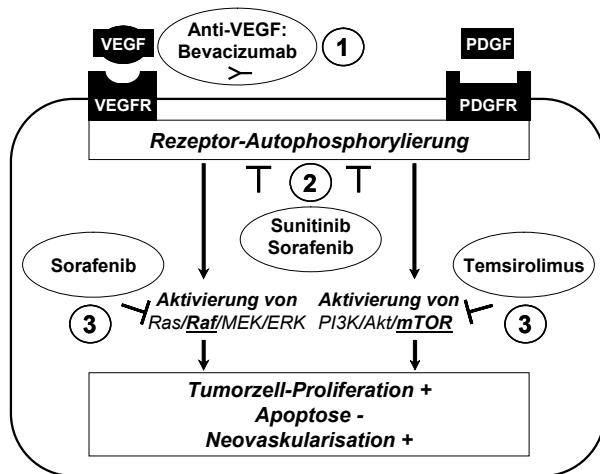 VEGF
Anti-VEGF:
Bevacizumab
1
PDGF
VEGFR
PDGFR
Rezeptor-Autophosphorylierung
2
Sunitinib
Sorafenib
Sorafenib
Temsirolimus
3
Aktivierung von
Ras/Raf/MEK/ERK
Aktivierung von
PI3K/Akt/mTOR
3
Tumorzell-Proliferation +
Apoptose -
Neovaskularisation +